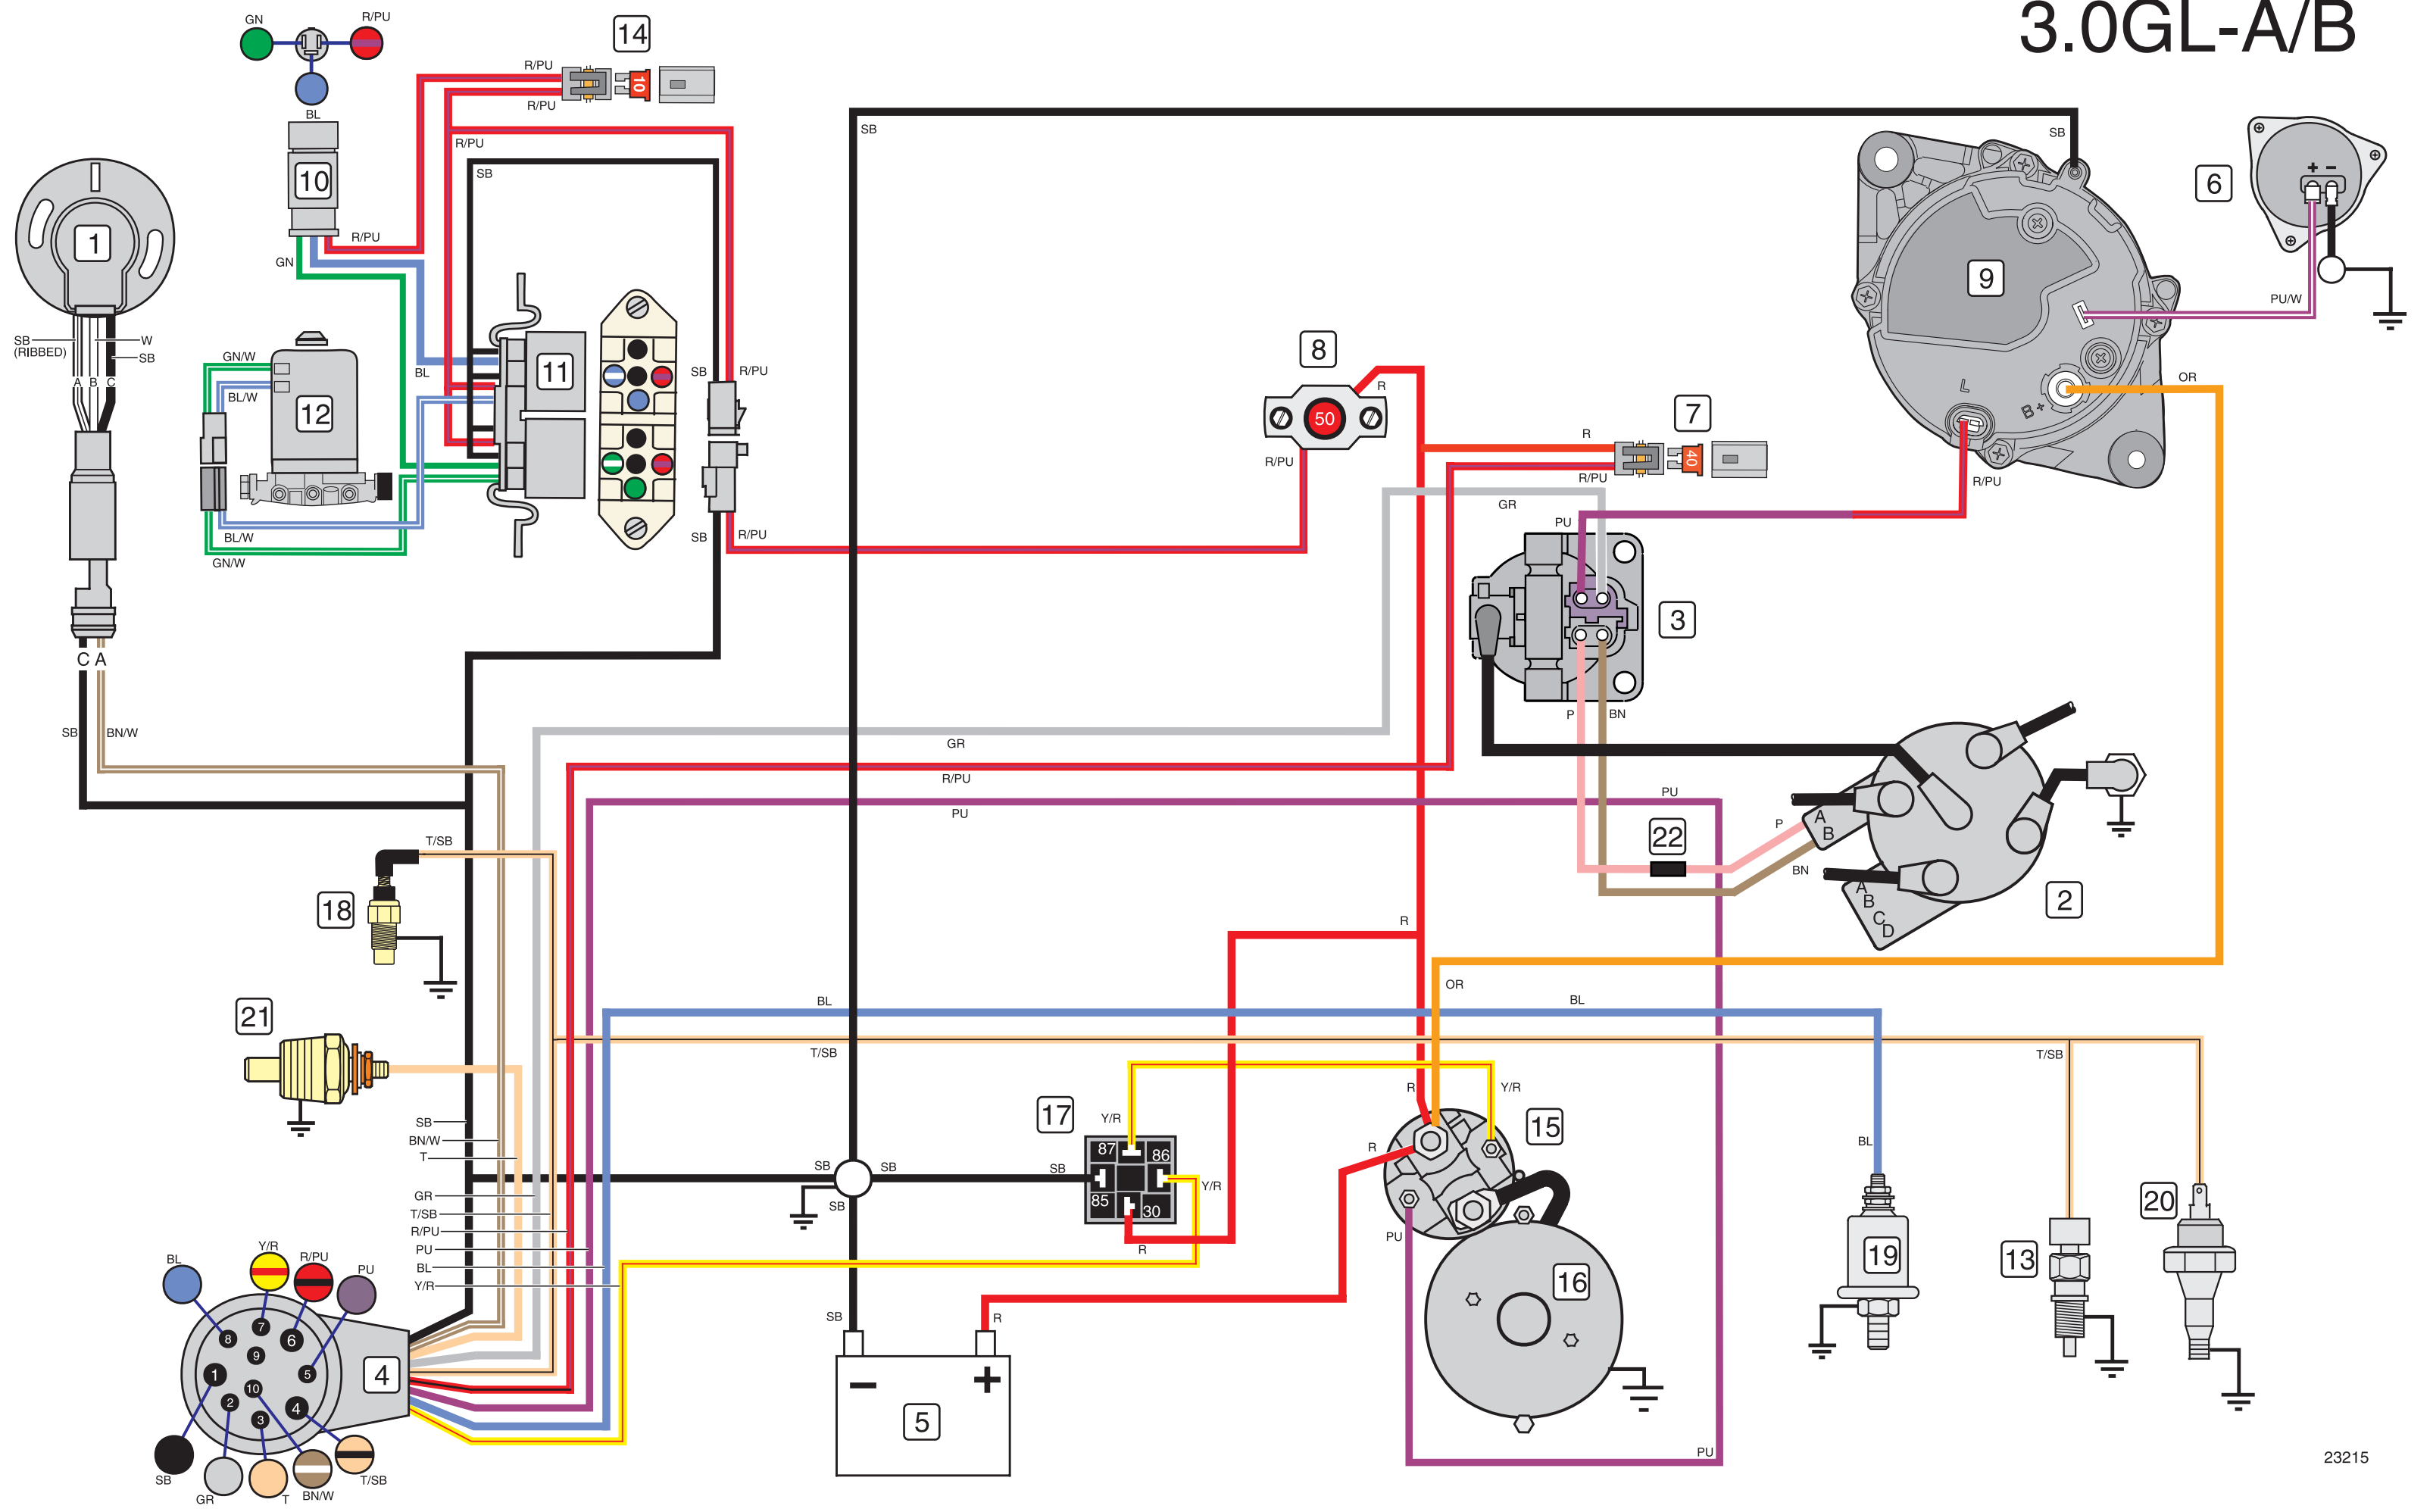 3.0GL-A/B
GN
R/PU
BL
14
R/PU
10
R/PU
R/PU
SB
SB
SB
6
+ −
10
1
R/PU
GN
9
PU/W
SB
(RIBBED)
W
SB
A B C
GN/W
BL/W
12
BL
11
SB
R/PU
8
R
50
R/PU
7
R
40
R/PU
L
B+
OR
R/PU
GR
PU
BL/W
GN/W
SB
R/PU
3
C A
SB
BN/W
P
BN
GR
R/PU
PU
PU
22
P
BN
A
B
A
B
C
D
2
T/SB
18
R
OR
21
BL
BL
T/SB
T/SB
R
Y/R
15
17
Y/R
87
86
85
30
R
SB
BN/W
T
SB
SB
SB
SB
Y/R
R
PU
GR
T/SB
R/PU
PU
BL
Y/R
BL
19
13
20
16
SB
R
−
+
5
PU
BL
Y/R
R/PU
PU
8
7
6
9
1
5
10
2
3
4
4
SB
GR
T
BN/W
T/SB
23215